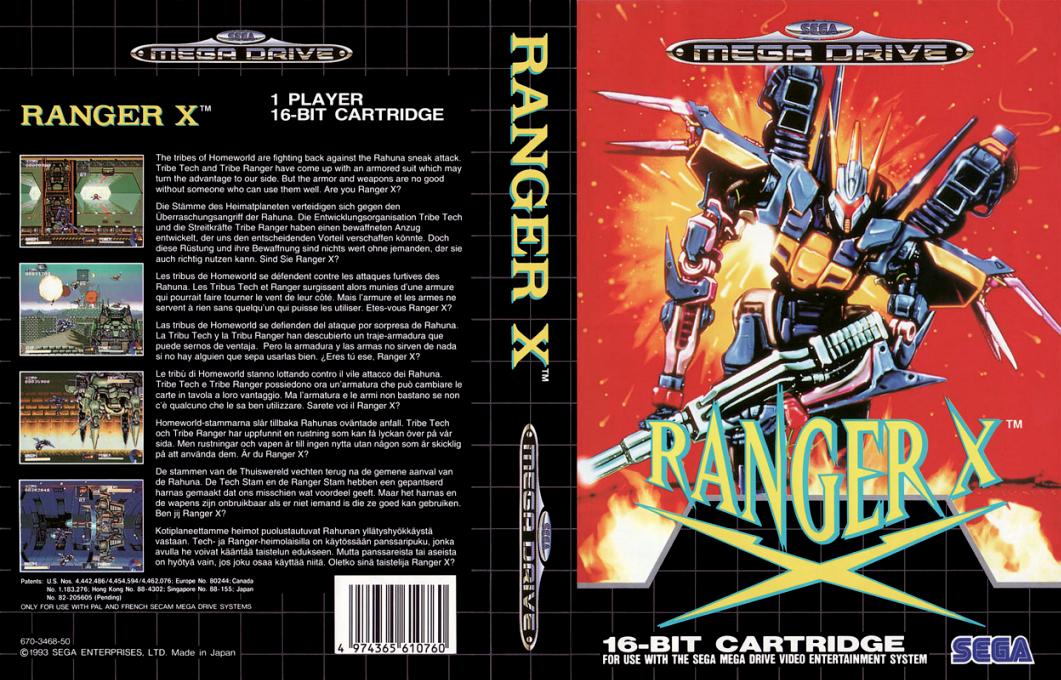 SEGA
MEGA DRIVE
RANGER X™
1 PLAYER
16-BIT CARTRIDGE
The tribes of Homeworld are fighting back against the Rahuna sneak attack.
Tribe Tech and Tribe Ranger have come up with an armored suit which may
turn the advantage to our side. But the armor and weapons are no good
without someone who can use them well. Are you Ranger X?
Die Stämme des Heimatplaneten verteidigen sich gegen den
Überraschungsangriff der Rahuna. Die Entwicklungsorganisation Tribe Tech
und die Streitkräfte Tribe Ranger haben einen bewaffneten Anzug
entwickelt, der uns den entscheidenden Vorteil verschaffen könnte. Doch
diese Rüstung und ihre Bewaffnung sind nichts wert ohne jemanden, der sie
auch richtig nutzen kann. Sind Sie Ranger X?
Les tribus de Homeworld se défendent contre les attaques furtives des
Rahuna. Les Tribus Tech et Ranger surgissent alors munies d'une armure
qui pourrait faire tourner le vent de leur côté. Mais l'armure et les armes ne
servent à rien sans quelqu'un qui puisse les utiliser. Etes-vous Ranger X?
Las tribus de Homeworld se defienden del ataque por sorpresa de Rahuna.
La Tribu Tech y la Tribu Ranger han descubierto un traje-armadura que
puede sernos de ventaja. Pero la armadura y las armas no sirven de nada
si no hay alguien que sepa usarlas bien. ¿Eres tú ese, Ranger X?
Le tribù di Homeworld stanno lottando contro il vile attacco dei Rahuna.
Tribe Tech e Tribe Ranger possiedono ora un'armatura che può cambiare le
carte in tavola a loro vantaggio. Ma l'armatura e le armi non bastano se non
c'è qualcuno che le sa ben utilizzare. Sarete voi il Ranger X?
Homeworld-stammarna slår tillbaka Rahunas oväntade anfall. Tribe Tech
och Tribe Ranger har uppfunnit en rustning som kan få lyckan över på vår
sida. Men rustningar och vapen är till ingen nytta utan någon som är skicklig
på att använda dem. Är du Ranger X?
De stammen van de Thuiswereld vechten terug na de gemene aanval van
de Rahuna. De Tech Stam en de Ranger Stam hebben een gepantserd
harnas gemaakt dat ons misschien wat voordeel geeft. Maar het harnas en
de wapens zijn onbruikbaar als er niet iemand is die ze goed kan gebruiken.
Ben jij Ranger X?
Kotiplaneettamme heimot puolustautuvat Rahunan yllätyshyökkäystä
vastaan. Tech- ja Ranger-heimolaisilla on käytössään panssaripuku, jonka
avulla he voivat kääntää taistelun edukseen. Mutta panssareista tai aseista
on hyötyä vain, jos joku osaa käyttää niitä. Oletko sinä taistelija Ranger X?
Patents: U.S. Nos. 4,442,486/4,454,594/4,462,076; Europe No. 80244; Canada
No. 1,183,276; Hong Kong No. 88-4302; Singapore No. 88-155; Japan
No. 82-205605 (Pending)
ONLY FOR USE WITH PAL AND FRENCH SECAM MEGA DRIVE SYSTEMS
670-3468-50
©1993 SEGA ENTERPRISES, LTD. Made in Japan
4 974365 610760
RANGER X™
SEGA
MEGA DRIVE
SEGA
MEGA DRIVE
RANGER X™
16-BIT CARTRIDGE
FOR USE WITH THE SEGA MEGA DRIVE VIDEO ENTERTAINMENT SYSTEM
SEGA